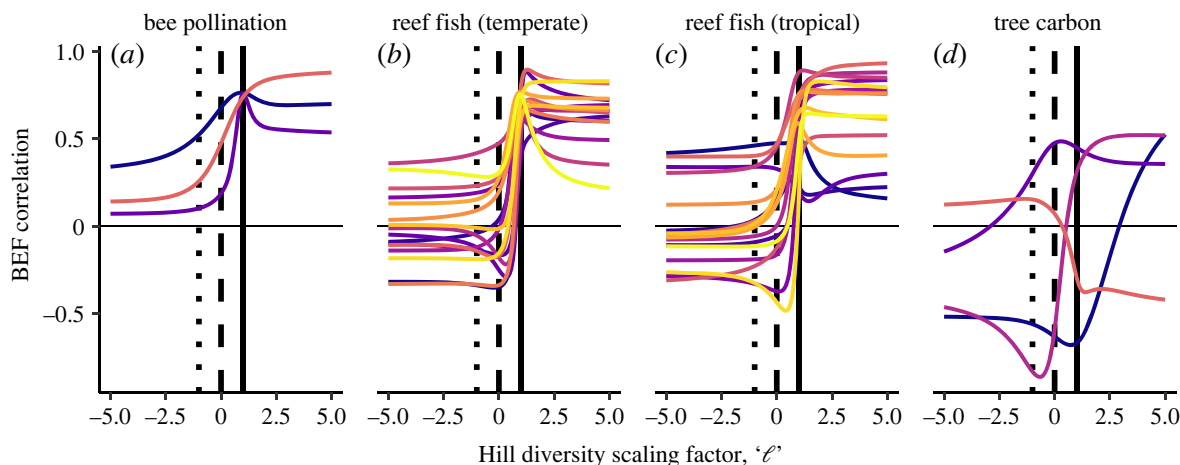 bee pollination
reef fish (temperate)
reef fish (tropical)
tree carbon
(a)
(b)
(c)
(d)
BEF correlation
1.0
0.5
0
–0.5
–5.0 –2.5 0 2.5 5.0
–5.0 –2.5 0 2.5 5.0
–5.0 –2.5 0 2.5 5.0
–5.0 –2.5 0 2.5 5.0
Hill diversity scaling factor, ‘ℓ’